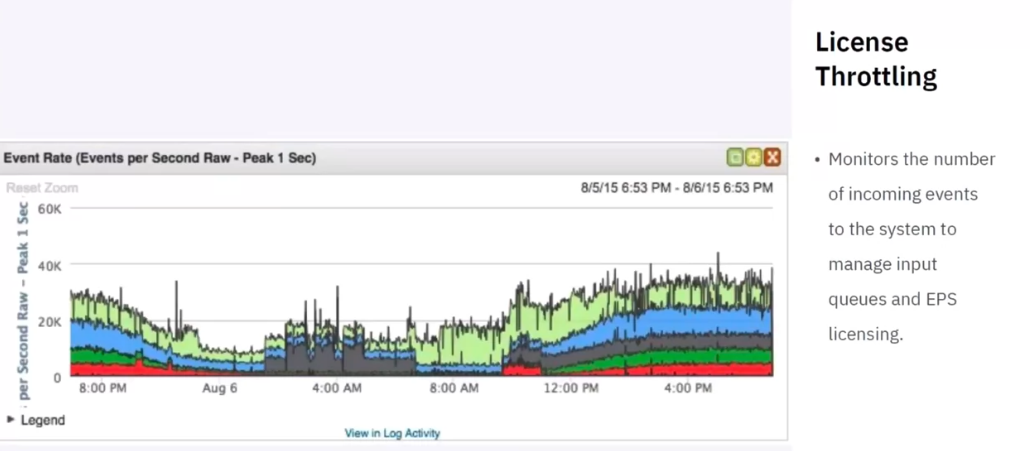 License
Throttling
Event Rate (Events per Second Raw - Peak 1 Sec)
Reset Zoom
8/5/15 6:53 PM - 8/6/15 6:53 PM
per Second Raw - Peak 1 Sec
60K
40K
20K
0
8:00 PM
Aug 6
4:00 AM
8:00 AM
12:00 PM
4:00 PM
Legend
View in Log Activity
• Monitors the number
of incoming events
to the system to
manage input
queues and EPS
licensing.